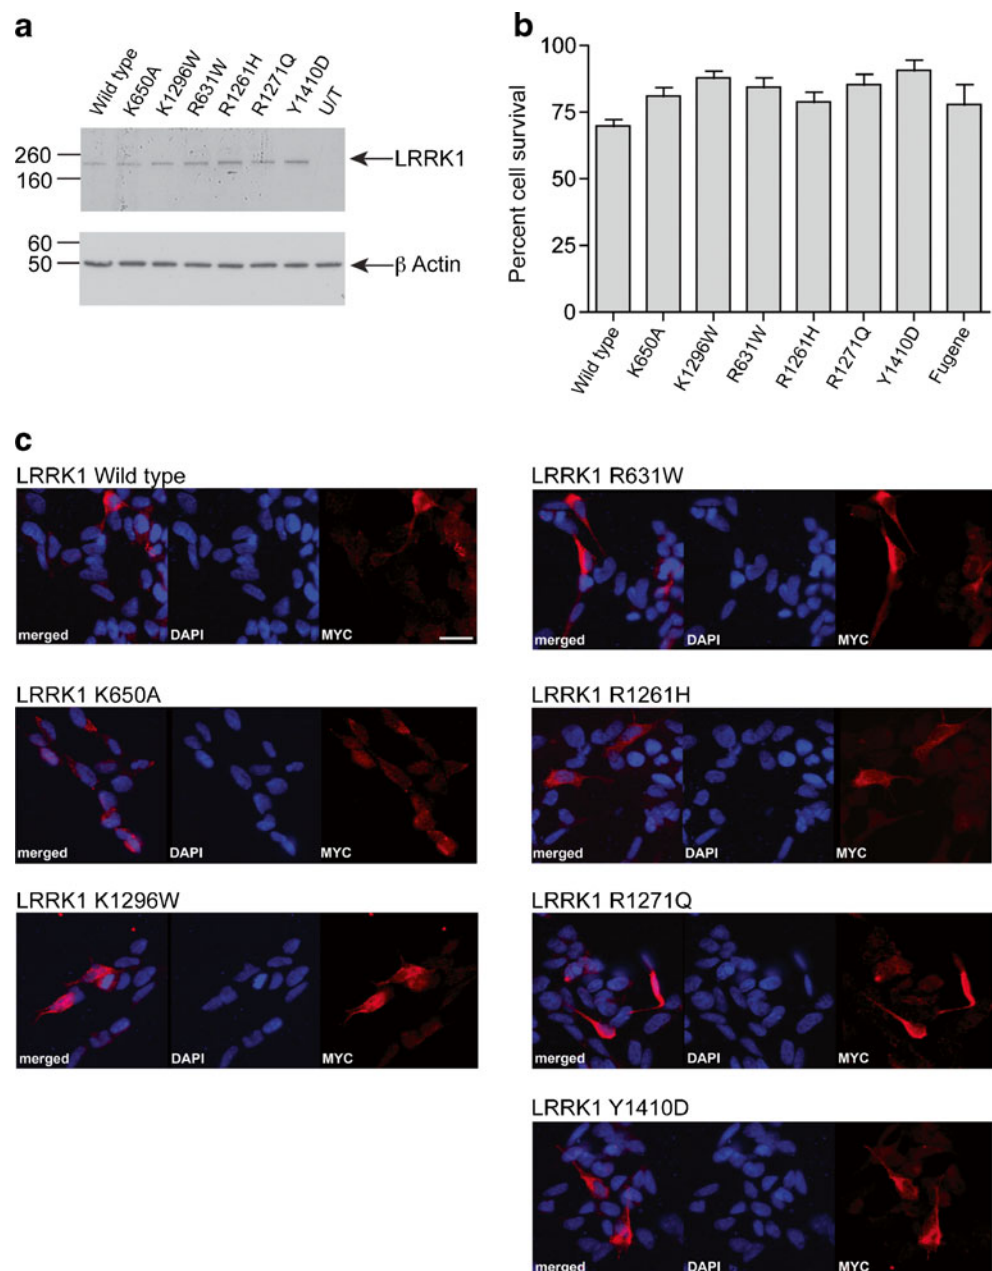 a
Wild type
K650A
K1296W
R631W
R1261H
R1271Q
Y1410D
U/T
260
160
LRRK1
60
50
β Actin
b
Percent cell survival
100
75
50
25
0
Wild type
K650A
K1296W
R631W
R1261H
R1271Q
Y1410D
Fugene
c
LRRK1 Wild type
merged DAPI MYC
LRRK1 R631W
merged DAPI MYC
LRRK1 K650A
merged DAPI MYC
LRRK1 R1261H
merged DAPI MYC
LRRK1 K1296W
merged DAPI MYC
LRRK1 R1271Q
merged DAPI MYC
LRRK1 Y1410D
merged DAPI MYC